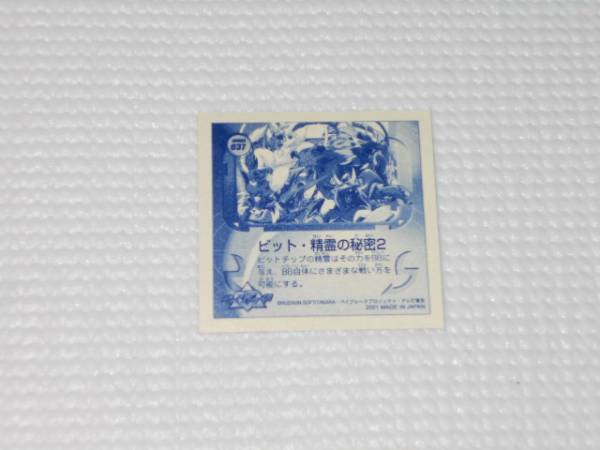 037
ビット・精霊の秘密2
ビットチップの精霊はその力をBBに
与え、BB自体にさまざまな戦い方を
可能にする。
2001 MADE IN JAPAN